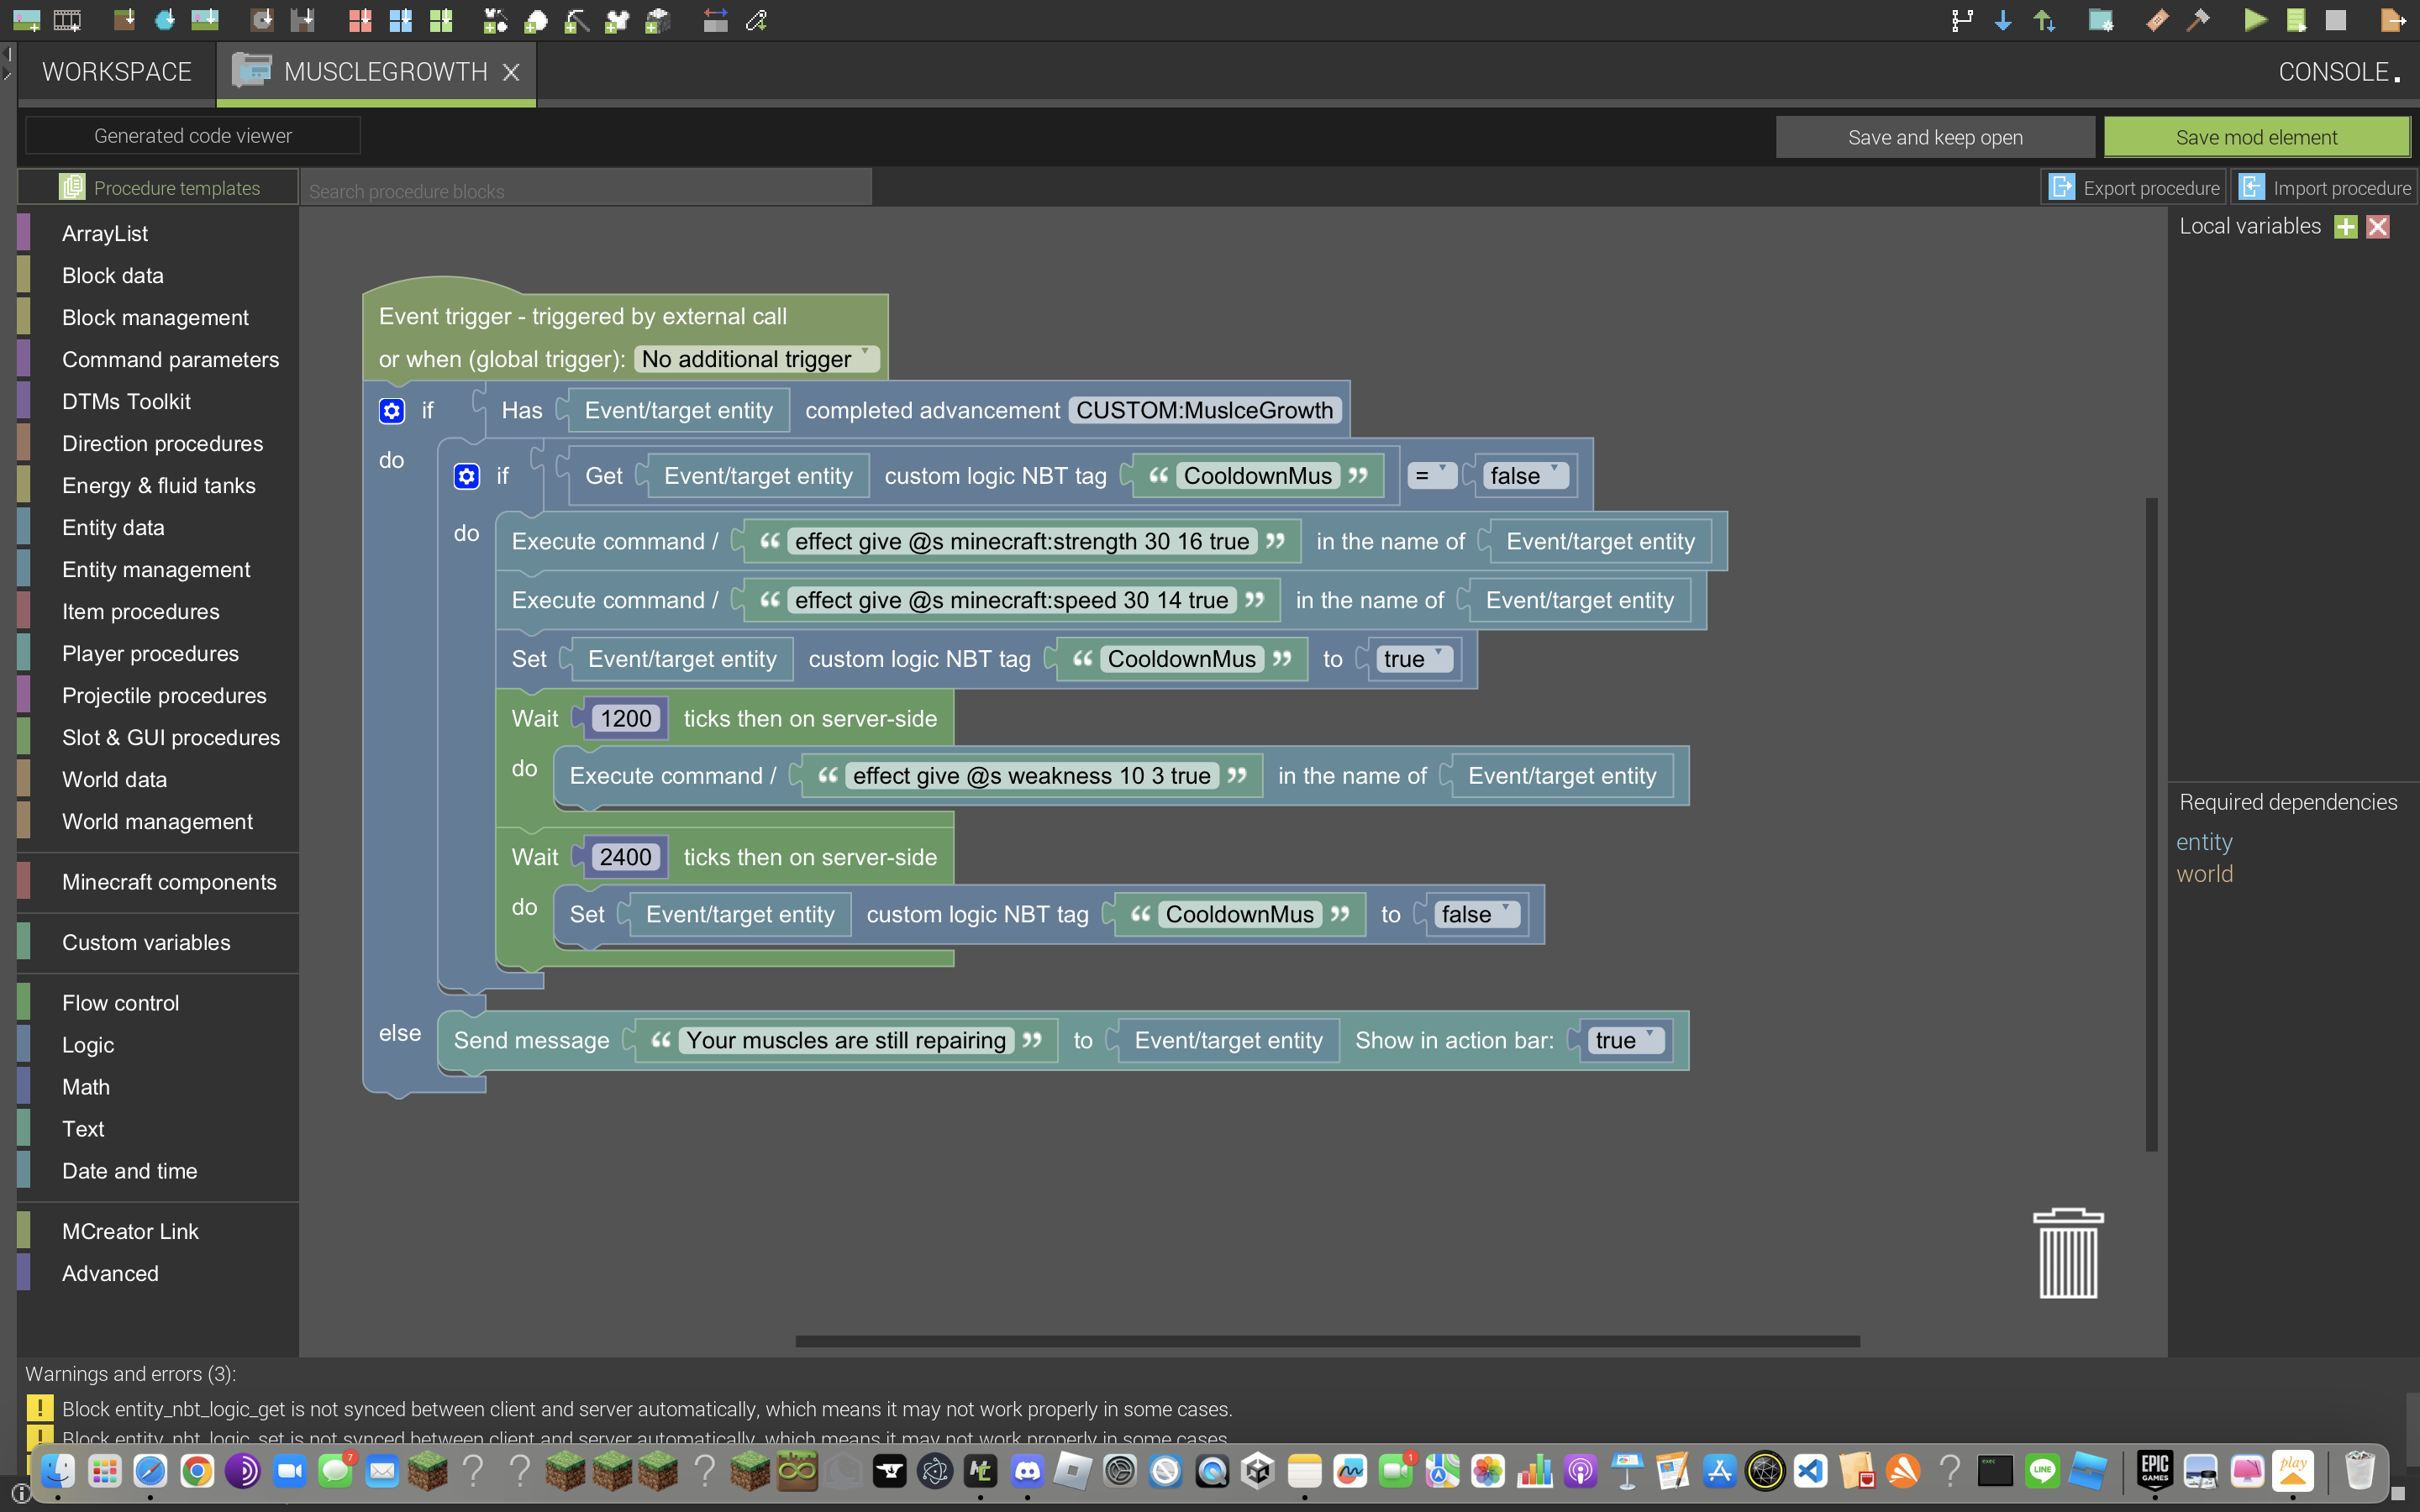 WORKSPACE
MUSCLEGROWTH
CONSOLE
Generated code viewer
Save and keep open
Save mod element
Procedure templates
Search procedure blocks
Export procedure
Import procedure
ArrayList
Block data
Block management
Command parameters
DTMs Toolkit
Direction procedures
Energy & fluid tanks
Entity data
Entity management
Item procedures
Player procedures
Projectile procedures
Slot & GUI procedures
World data
World management
Minecraft components
Custom variables
Flow control
Logic
Math
Text
Date and time
MCreator Link
Advanced
Event trigger - triggered by external call
or when (global trigger): No additional trigger
if Has Event/target entity completed advancement CUSTOM:MuslceGrowth
do if Get Event/target entity custom logic NBT tag “ CooldownMus ” = false
do Execute command / “ effect give @s minecraft:strength 30 16 true ” in the name of Event/target entity
Execute command / “ effect give @s minecraft:speed 30 14 true ” in the name of Event/target entity
Set Event/target entity custom logic NBT tag “ CooldownMus ” to true
Wait 1200 ticks then on server-side
do Execute command / “ effect give @s weakness 10 3 true ” in the name of Event/target entity
Wait 2400 ticks then on server-side
do Set Event/target entity custom logic NBT tag “ CooldownMus ” to false
else Send message “ Your muscles are still repairing ” to Event/target entity Show in action bar: true
Local variables
Required dependencies
entity
world
Warnings and errors (3):
Block entity_nbt_logic_get is not synced between client and server automatically, which means it may not work properly in some cases.
Block entity_nbt_logic_set is not synced between client and server automatically, which means it may not work properly in some cases.
7
1
exec
LINE
EPIC
GAMES
play